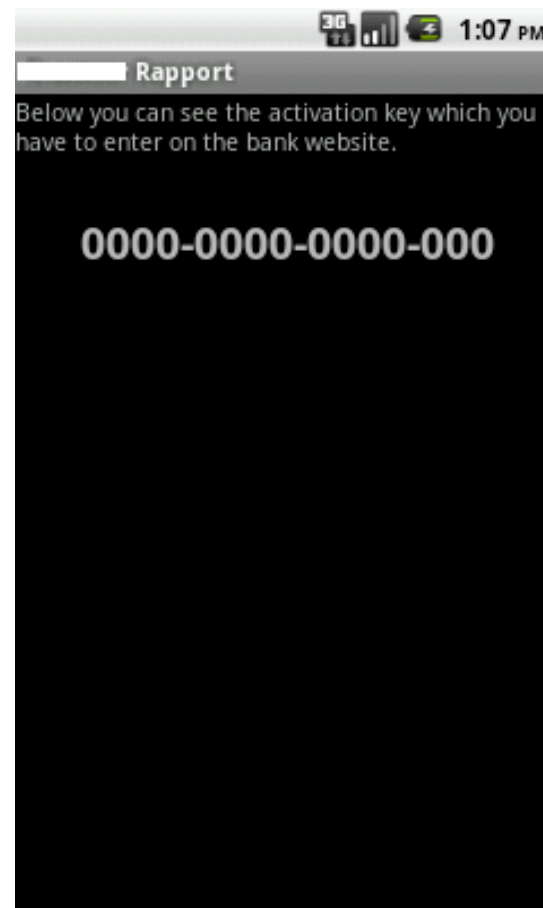 3G 1:07 PM
Rapport
Below you can see the activation key which you
have to enter on the bank website.
0000-0000-0000-000